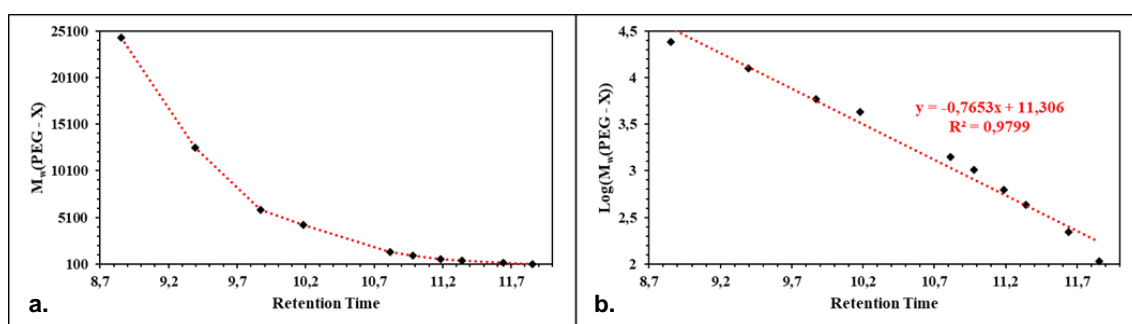 25100
20100
15100
10100
5100
100
8,7 9,2 9,7 10,2 10,7 11,2 11,7
M_w(PEG - X)
Retention Time
a.
4,5
4
3,5
3
2,5
2
8,7 9,2 9,7 10,2 10,7 11,2 11,7
Log(M_w(PEG - X))
Retention Time
y = -0,7653x + 11,306
R² = 0,9799
b.